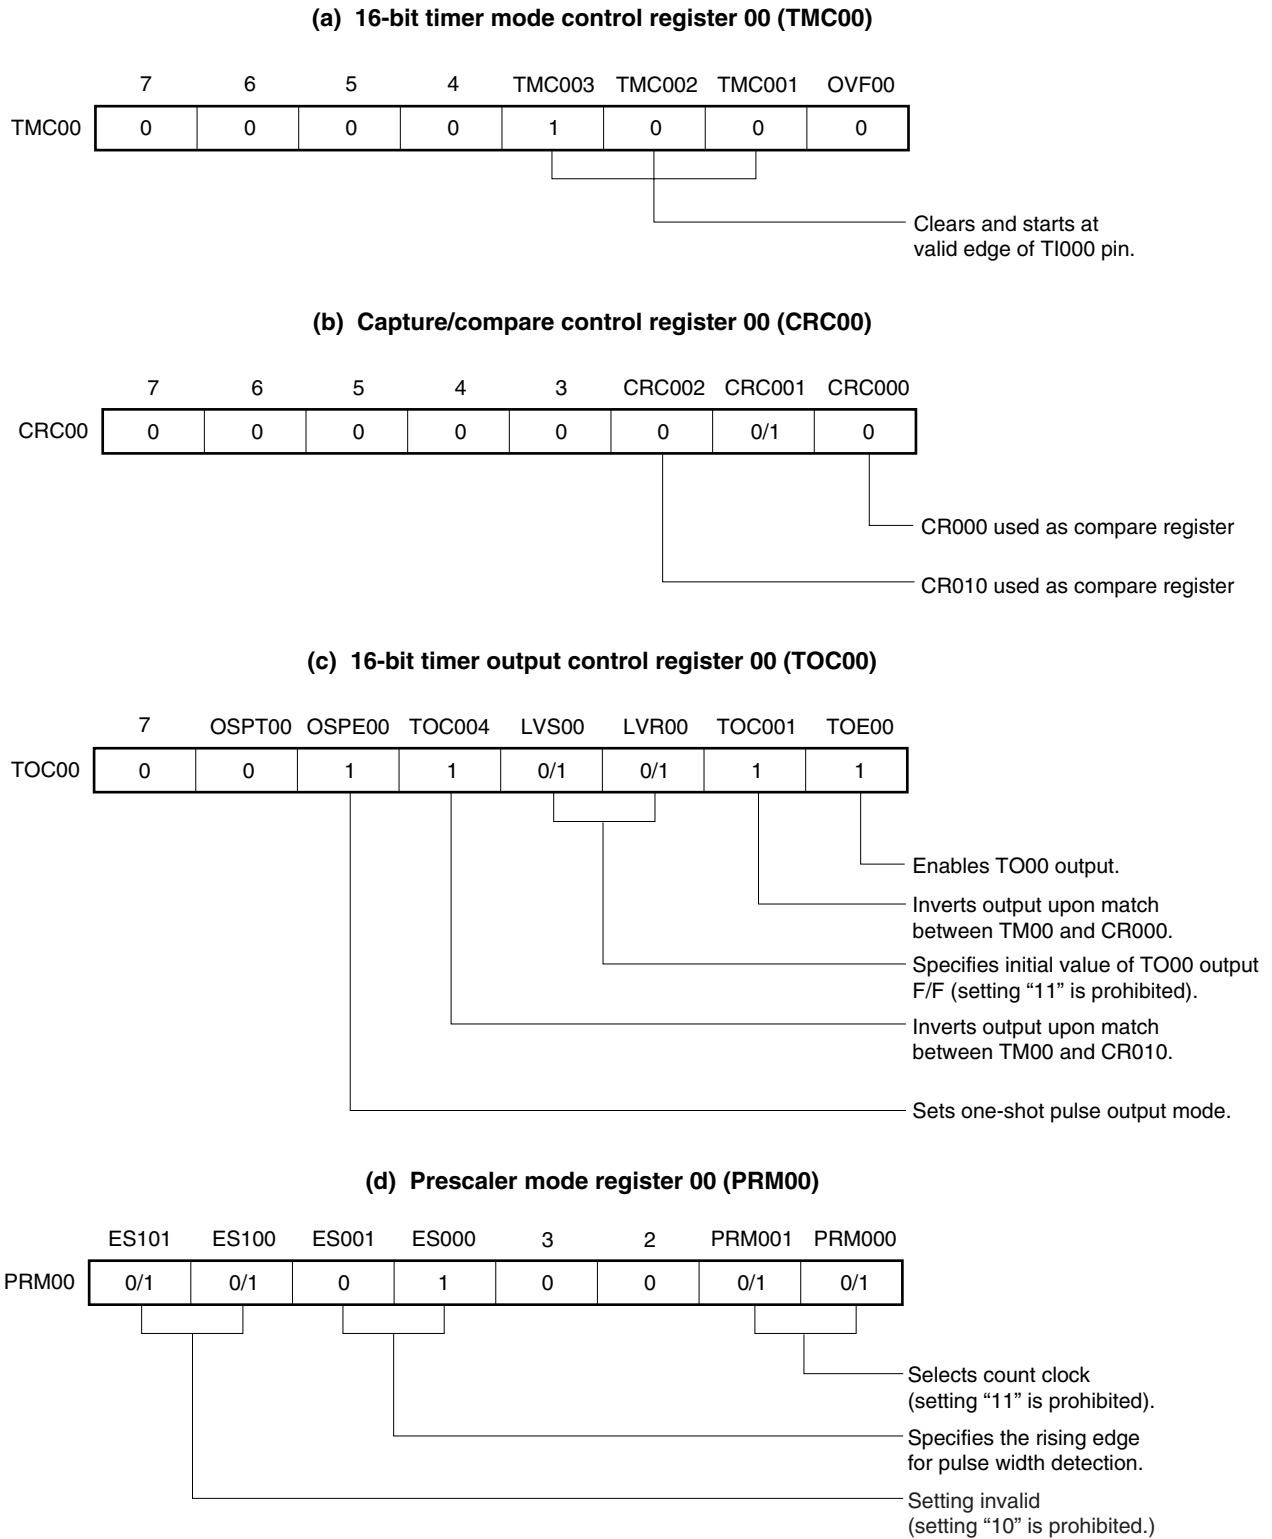 (a) 16-bit timer mode control register 00 (TMC00)
7 6 5 4 TMC003 TMC002 TMC001 OVF00
TMC00 0 0 0 0 1 0 0 0
Clears and starts at
valid edge of TI000 pin.
(b) Capture/compare control register 00 (CRC00)
7 6 5 4 3 CRC002 CRC001 CRC000
CRC00 0 0 0 0 0 0 0/1 0
CR000 used as compare register
CR010 used as compare register
(c) 16-bit timer output control register 00 (TOC00)
7 OSPT00 OSPE00 TOC004 LVS00 LVR00 TOC001 TOE00
TOC00 0 0 1 1 0/1 0/1 1 1
Enables TO00 output.
Inverts output upon match
between TM00 and CR000.
Specifies initial value of TO00 output
F/F (setting “11” is prohibited).
Inverts output upon match
between TM00 and CR010.
Sets one-shot pulse output mode.
(d) Prescaler mode register 00 (PRM00)
ES101 ES100 ES001 ES000 3 2 PRM001 PRM000
PRM00 0/1 0/1 0 1 0 0 0/1 0/1
Selects count clock
(setting “11” is prohibited).
Specifies the rising edge
for pulse width detection.
Setting invalid
(setting “10” is prohibited.)